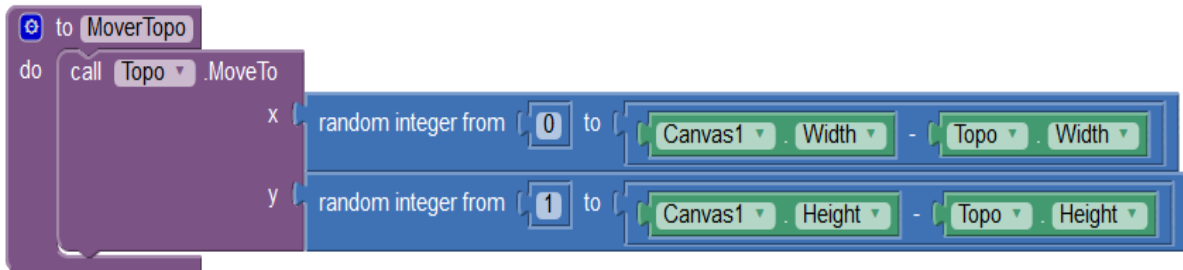 to MoverTopo
do call Topo .MoveTo
x random integer from 0 to Canvas1 . Width - Topo . Width
y random integer from 1 to Canvas1 . Height - Topo . Height